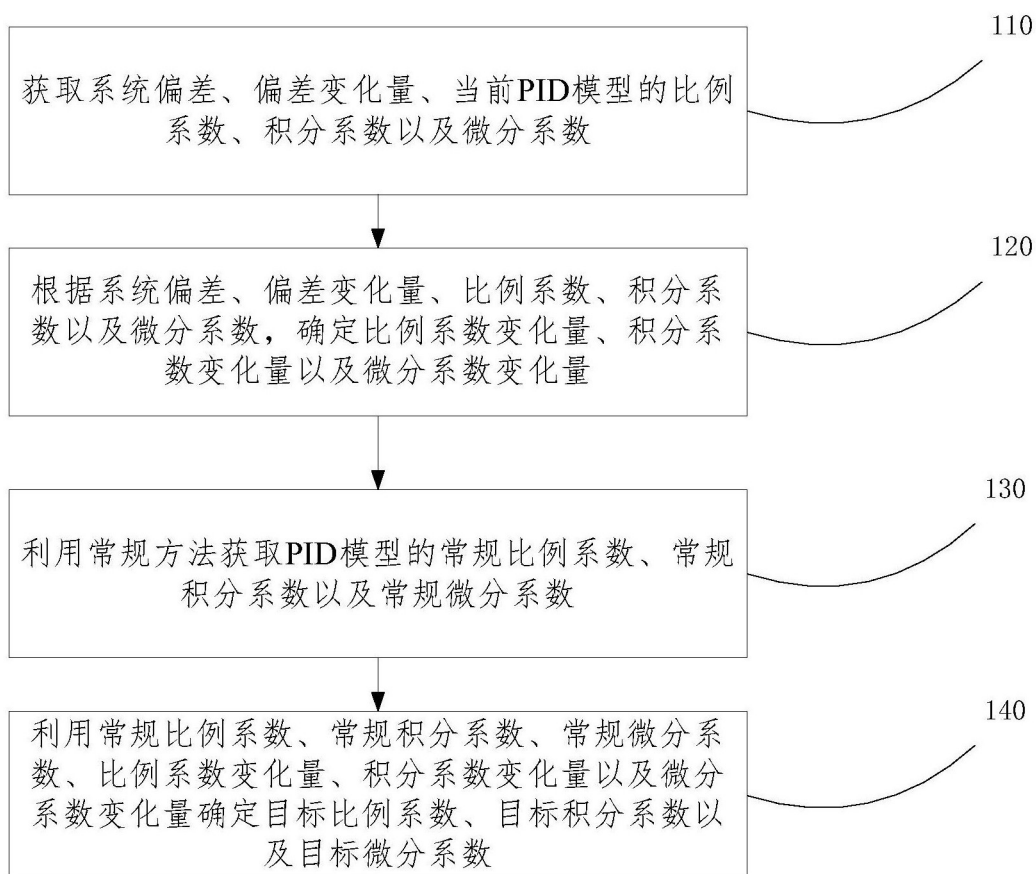 110
获取系统偏差、偏差变化量、当前PID模型的比例
系数、积分系数以及微分系数
120
根据系统偏差、偏差变化量、比例系数、积分系
数以及微分系数，确定比例系数变化量、积分系
数变化量以及微分系数变化量
130
利用常规方法获取PID模型的常规比例系数、常规
积分系数以及常规微分系数
140
利用常规比例系数、常规积分系数、常规微分系
数、比例系数变化量、积分系数变化量以及微分
系数变化量确定目标比例系数、目标积分系数以
及目标微分系数